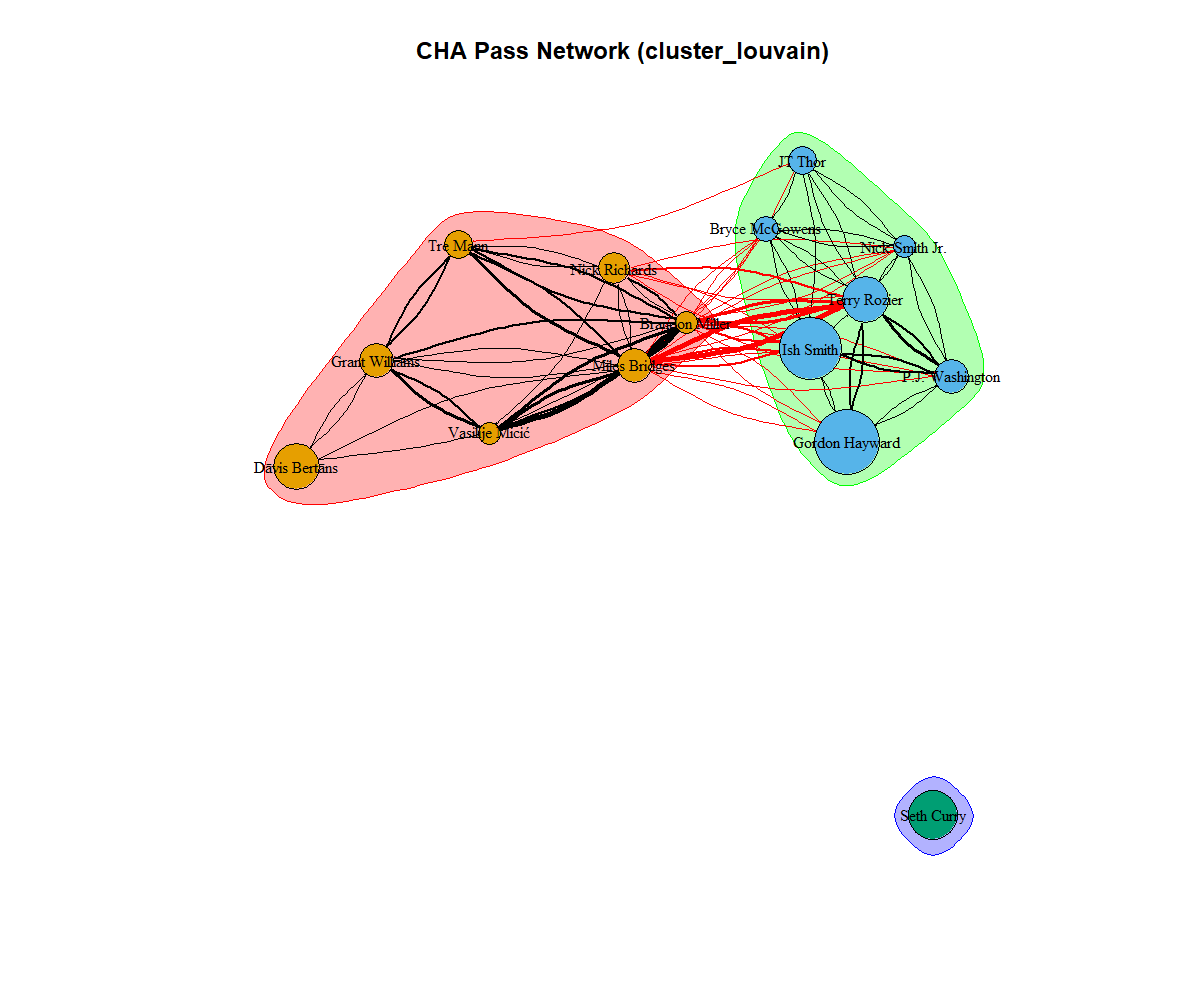 CHA Pass Network (cluster_louvain)
JT Thor
Bryce McGowens
Nick Smith Jr.
Tre Mann
Nick Richards
Terry Rozier
Brandon Miller
Ish Smith
Grant Williams
Miles Bridges
P.J. Washington
Vasilije Micić
Gordon Hayward
Dāvis Bertāns
Seth Curry